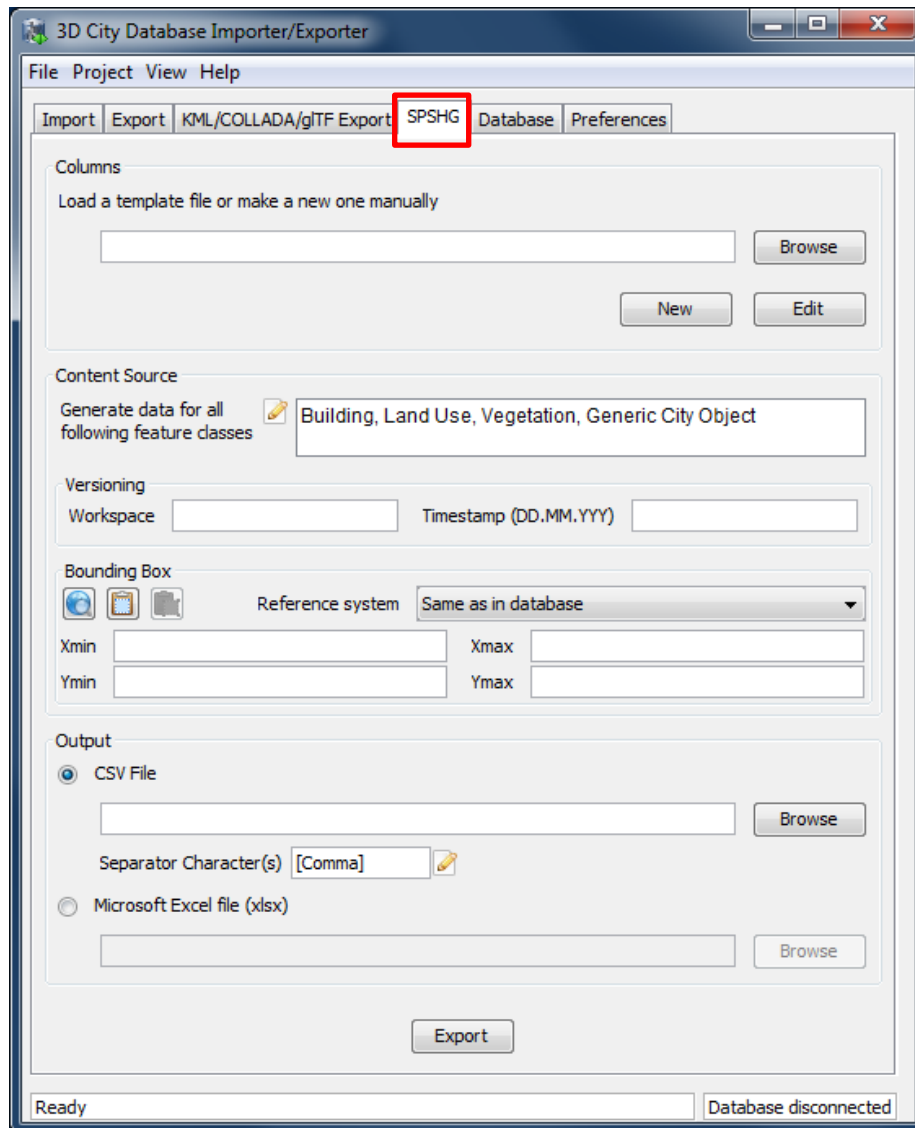 3D City Database Importer/Exporter
File Project View Help
Import Export KML/COLLADA/glTF Export SPSHG Database Preferences
Columns
Load a template file or make a new one manually
Browse
New Edit
Content Source
Generate data for all
following feature classes
Building, Land Use, Vegetation, Generic City Object
Versioning
Workspace Timestamp (DD.MM.YYY)
Bounding Box
Reference system Same as in database
Xmin Xmax
Ymin Ymax
Output
CSV File
Browse
Separator Character(s) [Comma]
Microsoft Excel file (xlsx)
Browse
Export
Ready Database disconnected